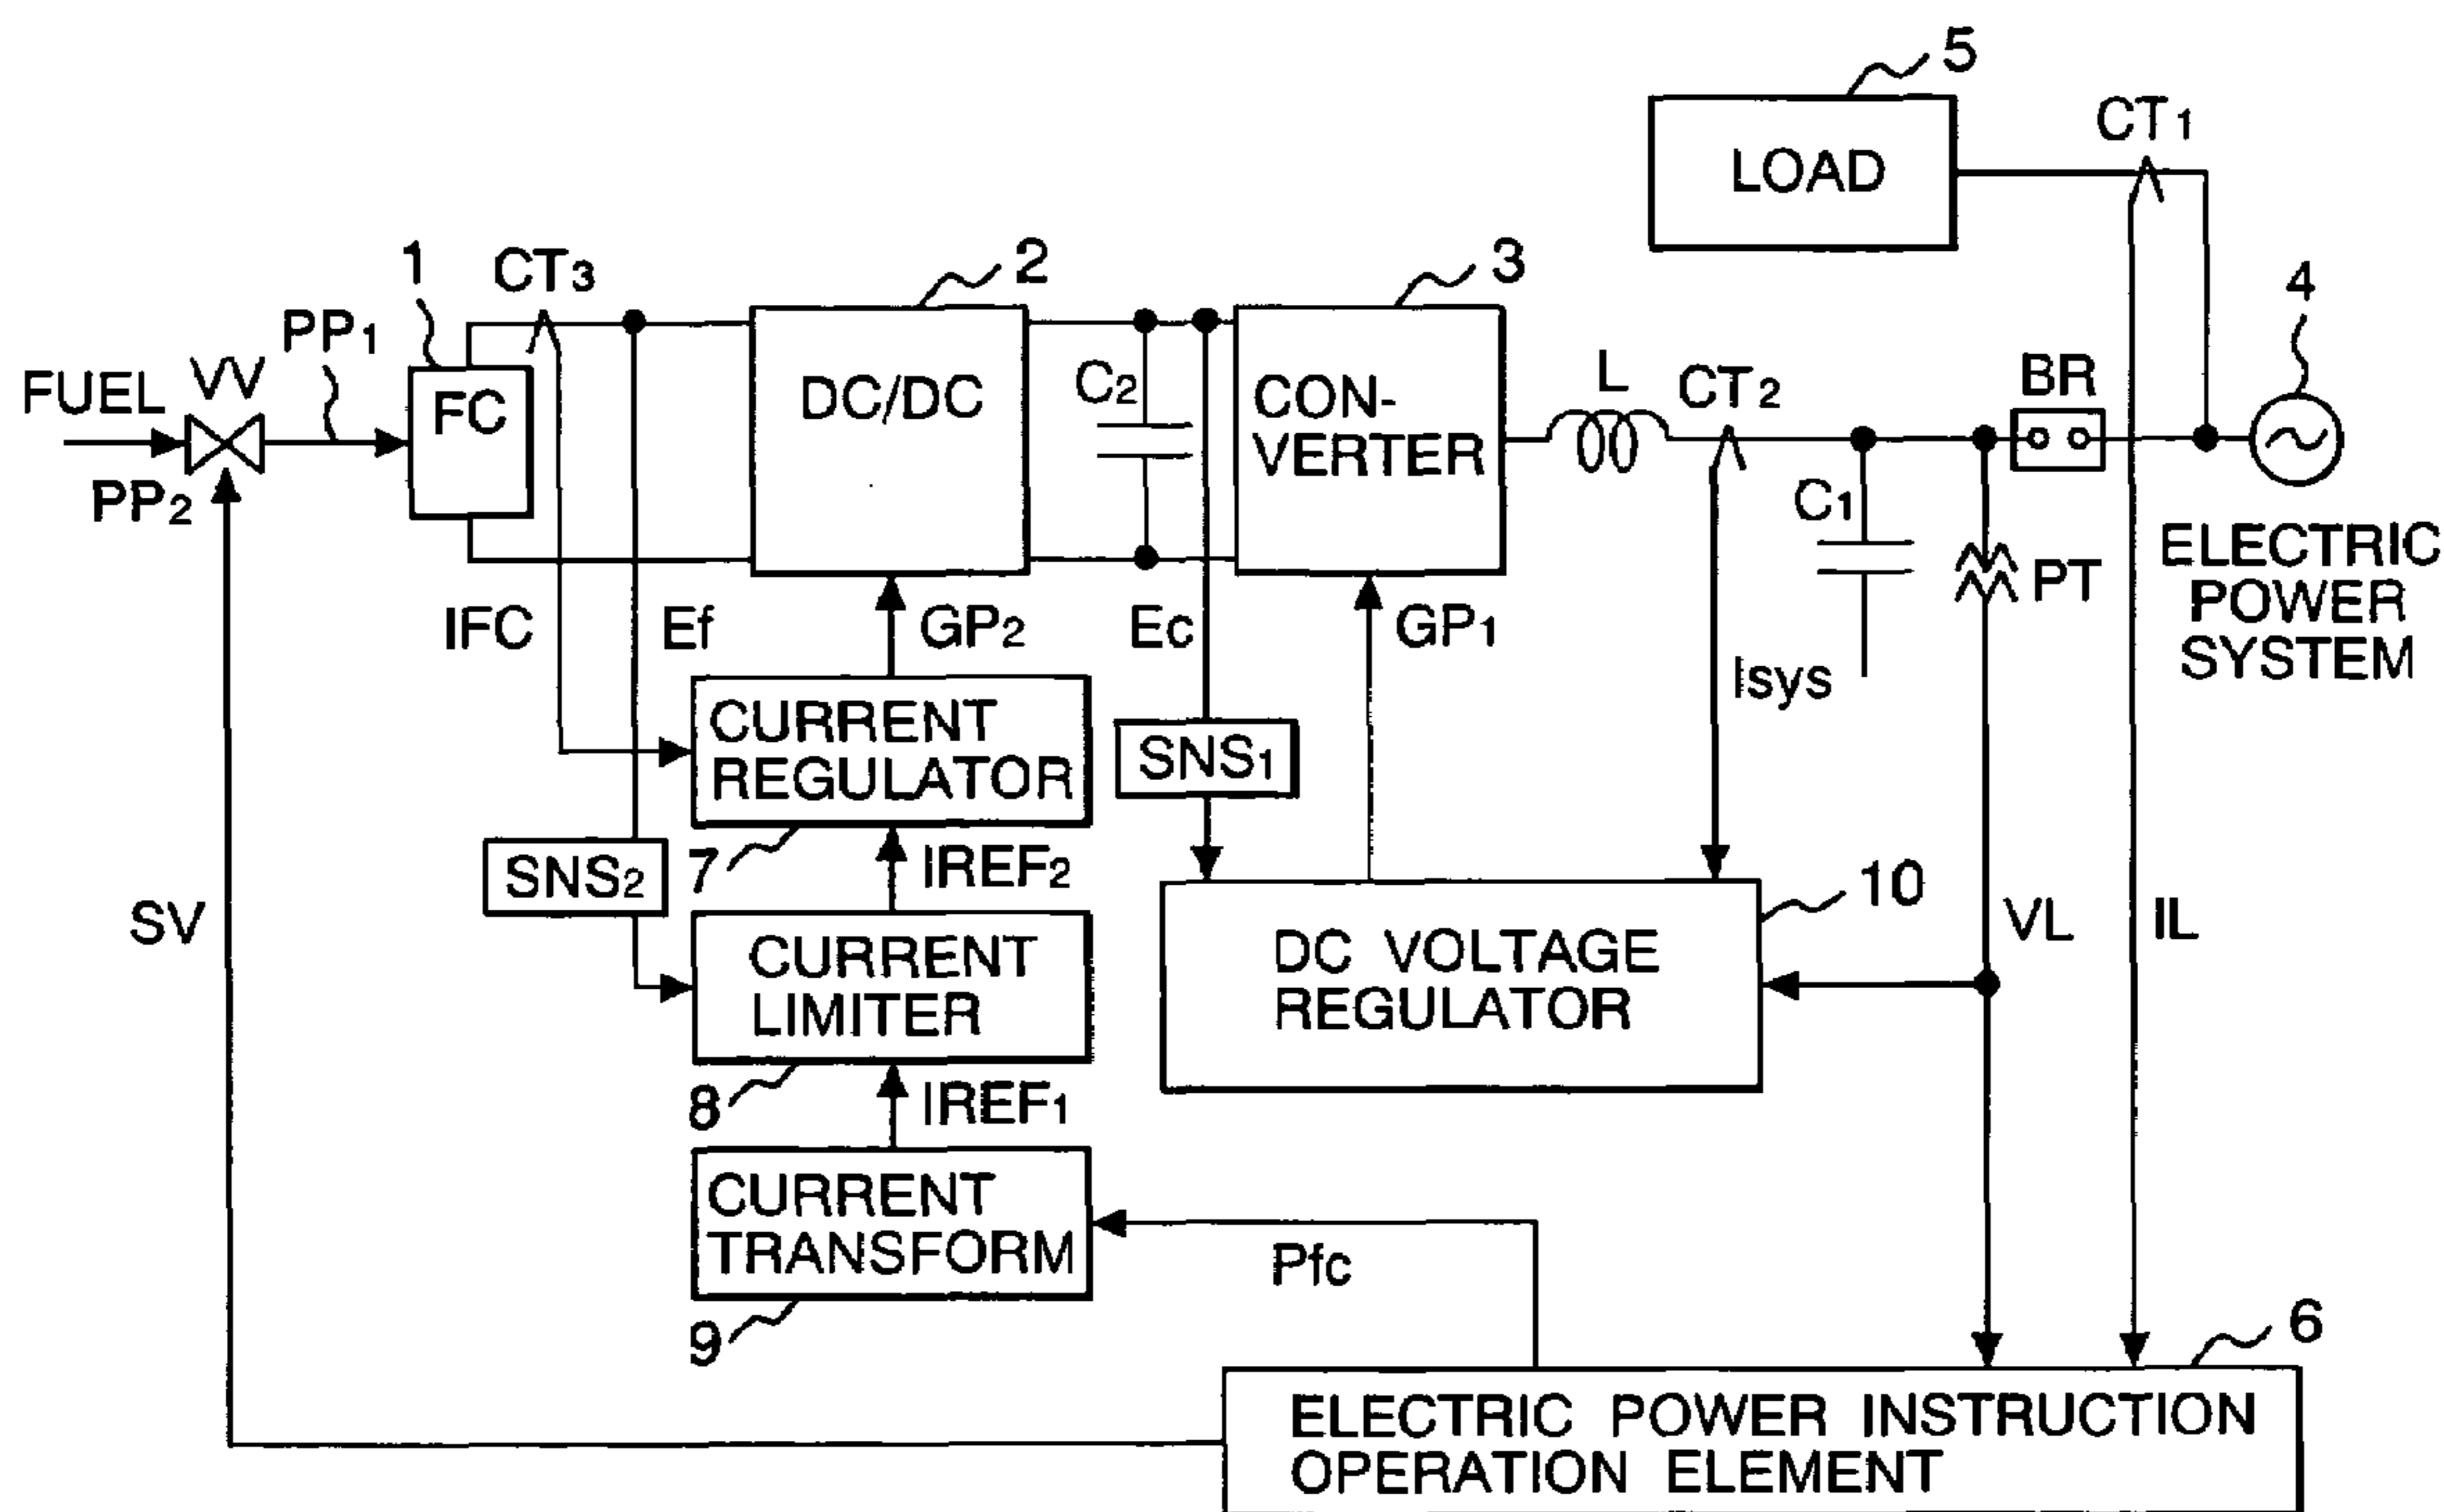 5
CT1
LOAD
1
CT3
2
3
4
PP1
FUEL
VV
FC
DC/DC
C2
CON-
VERTER
L
CT2
BR
PP2
C1
PT
ELECTRIC
POWER
SYSTEM
IFC
Ef
GP2
Ec
GP1
Isys
CURRENT
REGULATOR
SNS1
7
IREF2
SNS2
10
SV
CURRENT
LIMITER
DC VOLTAGE
REGULATOR
VL
IL
8
IREF1
CURRENT
TRANSFORM
Pfc
9
6
ELECTRIC POWER INSTRUCTION
OPERATION ELEMENT